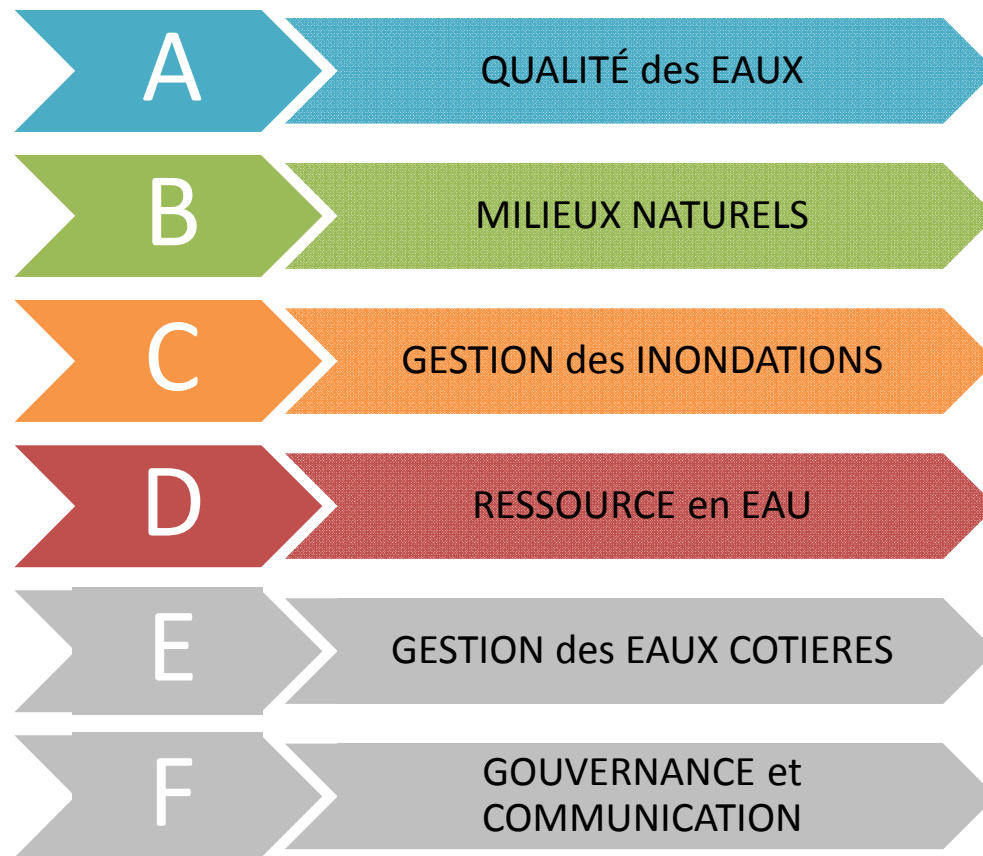 A
QUALITÉ des EAUX
B
MILIEUX NATURELS
C
GESTION des INONDATIONS
D
RESSOURCE en EAU
E
GESTION des EAUX COTIERES
F
GOUVERNANCE et
COMMUNICATION